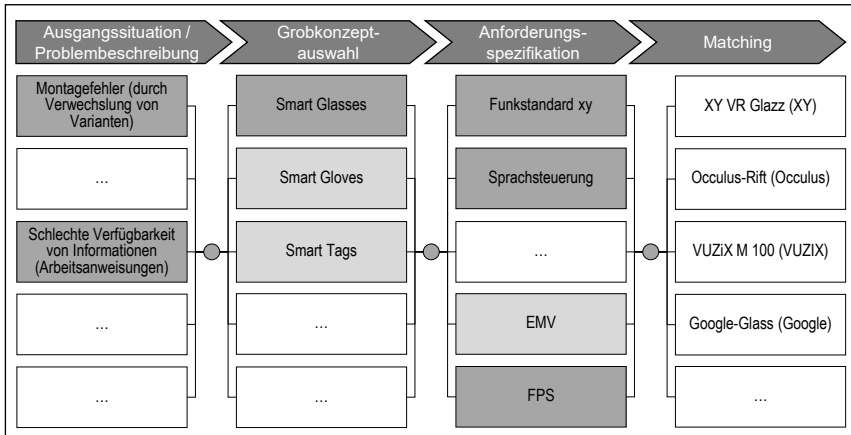 Ausgangssituation /
Problembeschreibung
Grobkonzept-
auswahl
Anforderungs-
spezifikation
Matching
Montagefehler (durch
Verwechslung von
Varianten)
…
Schlechte Verfügbarkeit
von Informationen
(Arbeitsanweisungen)
…
…
Smart Glasses
Smart Gloves
Smart Tags
…
…
Funkstandard xy
Sprachsteuerung
…
EMV
FPS
XY VR Glazz (XY)
Occulus-Rift (Occulus)
VUZiX M 100 (VUZIX)
Google-Glass (Google)
…